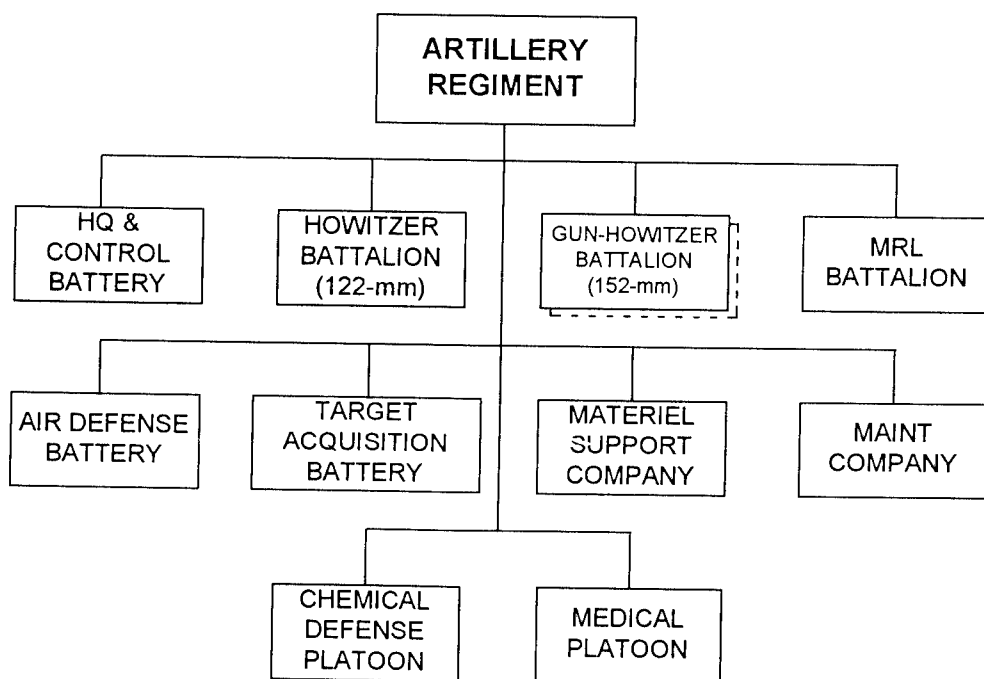 ARTILLERY
REGIMENT
HQ &
CONTROL
BATTERY
HOWITZER
BATTALION
(122-mm)
GUN-HOWITZER
BATTALION
(152-mm)
MRL
BATTALION
AIR DEFENSE
BATTERY
TARGET
ACQUISITION
BATTERY
MATERIEL
SUPPORT
COMPANY
MAINT
COMPANY
CHEMICAL
DEFENSE
PLATOON
MEDICAL
PLATOON